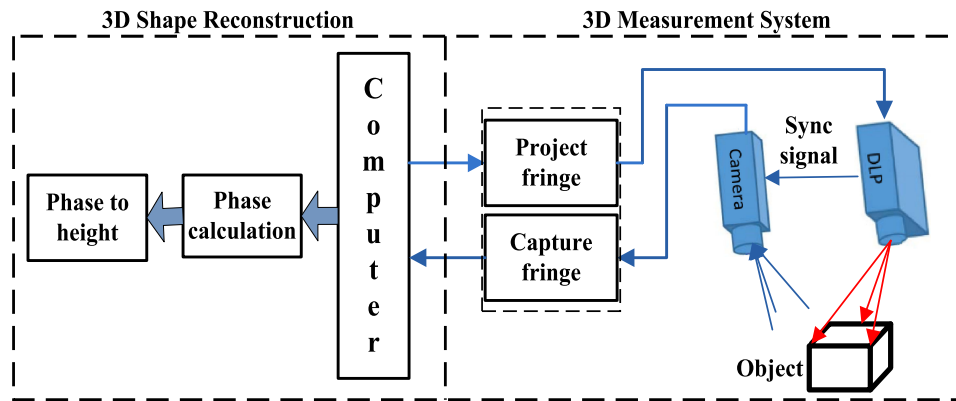 3D Shape Reconstruction
3D Measurement System
Computer
Project
fringe
Capture
fringe
Phase
calculation
Phase to
height
Camera
Sync
signal
DLP
Object